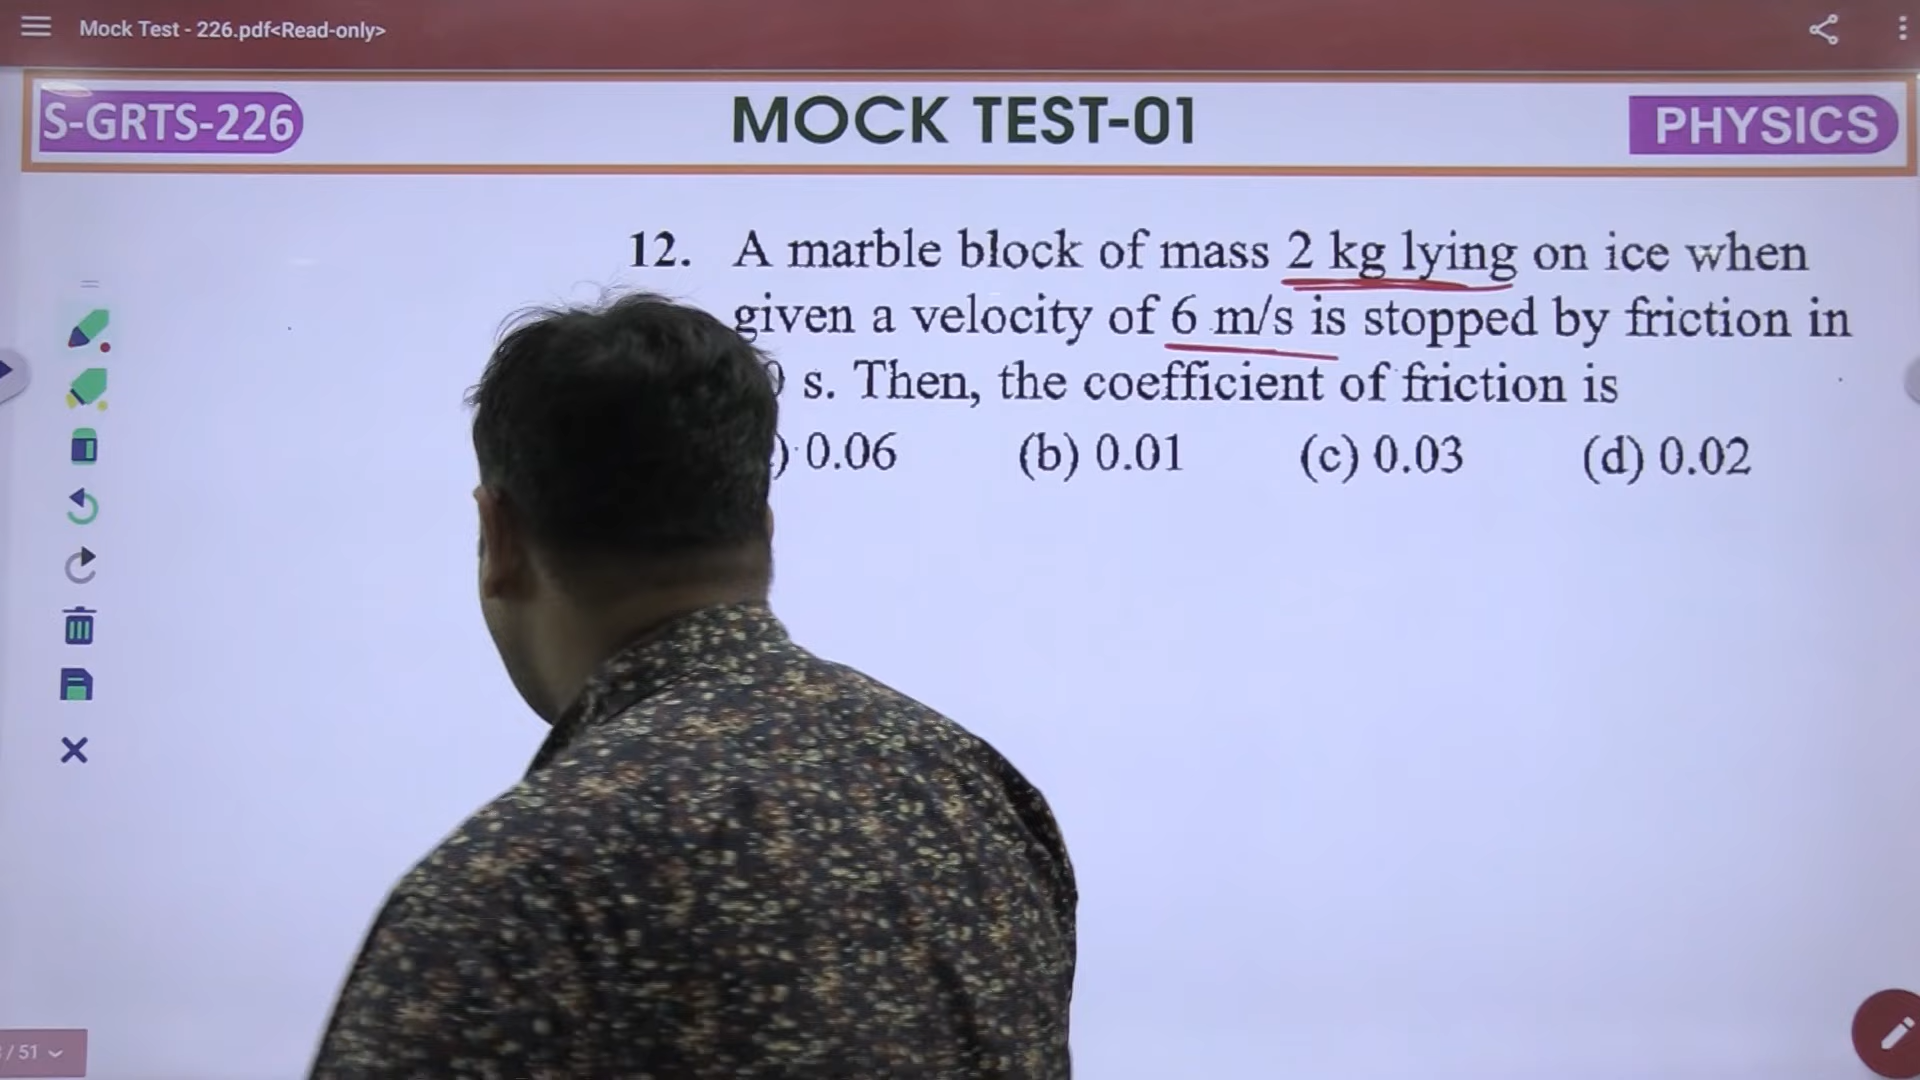 Mock Test - 226.pdf<Read-only>
S-GRTS-226
MOCK TEST-01
PHYSICS
12. A marble block of mass 2 kg lying on ice when
given a velocity of 6 m/s is stopped by friction in
s. Then, the coefficient of friction is
0.06 (b) 0.01 (c) 0.03 (d) 0.02
/ 51